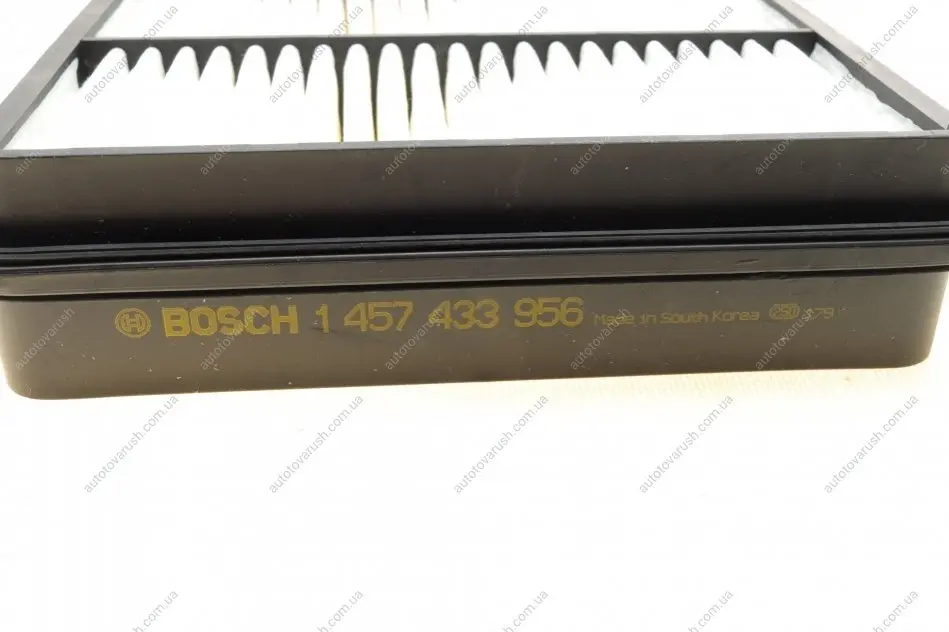 BOSCH 1 457 433 956 Made in South Korea
autotovarush.com.ua